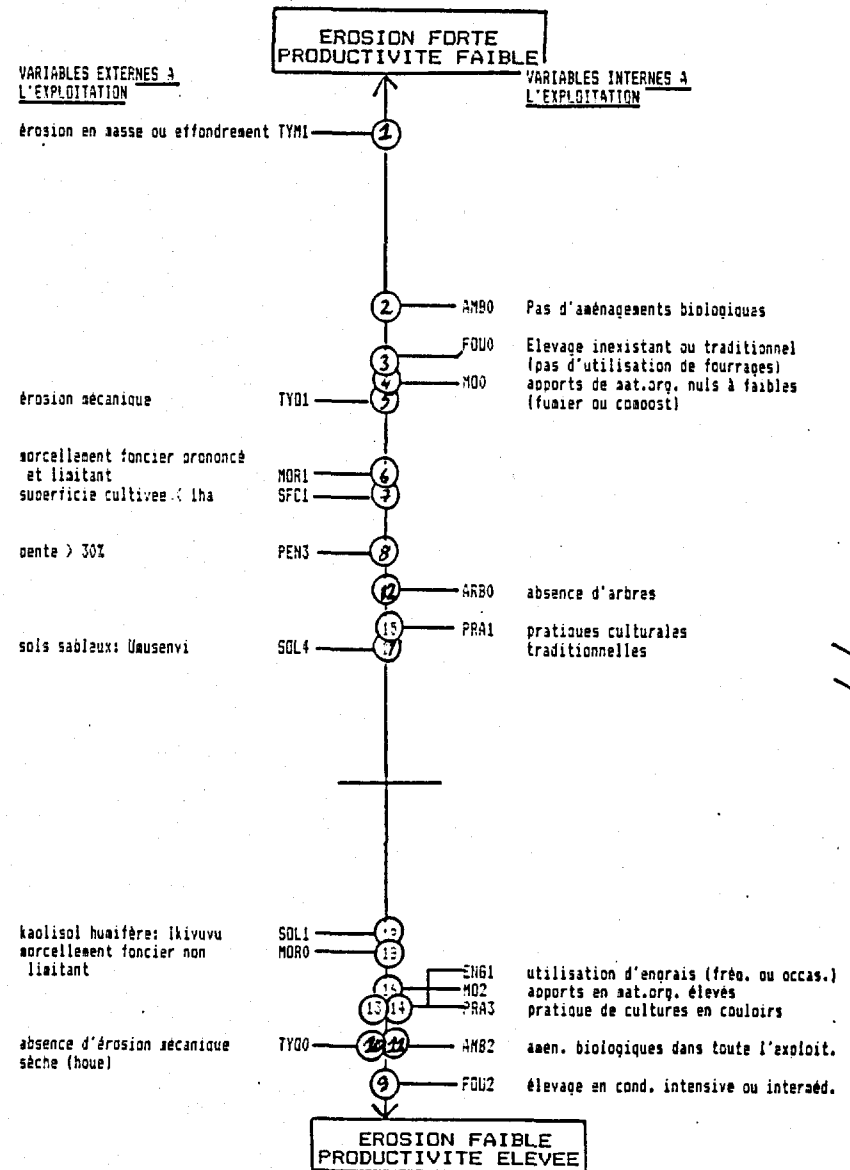 EROSION FORTE
PRODUCTIVITE FAIBLE
VARIABLES EXTERNES A
L'EXPLOITATION
VARIABLES INTERNES A
L'EXPLOITATION
érosion en masse ou effondrement TYM1
1
2
AMB0 Pas d'aménagements biologiques
FOU0 Elevage inexistant ou traditionnel
(pas d'utilisation de fourrages)
3
4
MO0 apports de mat.org. nuls à faibles
(fumier ou compost)
érosion mécanique TYO1
5
morcellement foncier prononcé
et limitant MOR1
6
superficie cultivee < 1ha SFC1
7
pente > 30% PEN3
8
12
ARB0 absence d'arbres
15
PRA1 pratiques culturales
traditionnelles
sols sableux: Umusenyi SOL4
kaolisol humifère: Ikivuvu SOL1
morcellement foncier non MOR0
limitant
ENG1 utilisation d'engrais (fréq. ou occas.)
MO2 apports en mat.org. élevés
13
14
PRA3 pratique de cultures en couloirs
absence d'érosion mécanique TYO0
sèche (houe)
10
11
AMB2 amen. biologiques dans toute l'exploit.
9
FOU2 élevage en cond. intensive ou interméd.
EROSION FAIBLE
PRODUCTIVITE ELEVEE